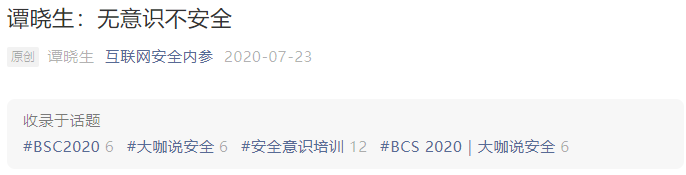 谭晓生：无意识不安全
原创 谭晓生 互联网安全内参 2020-07-23
收录于话题
#BSC2020 6 #大咖说安全 6 #安全意识培训 12 #BCS 2020 | 大咖说安全 6